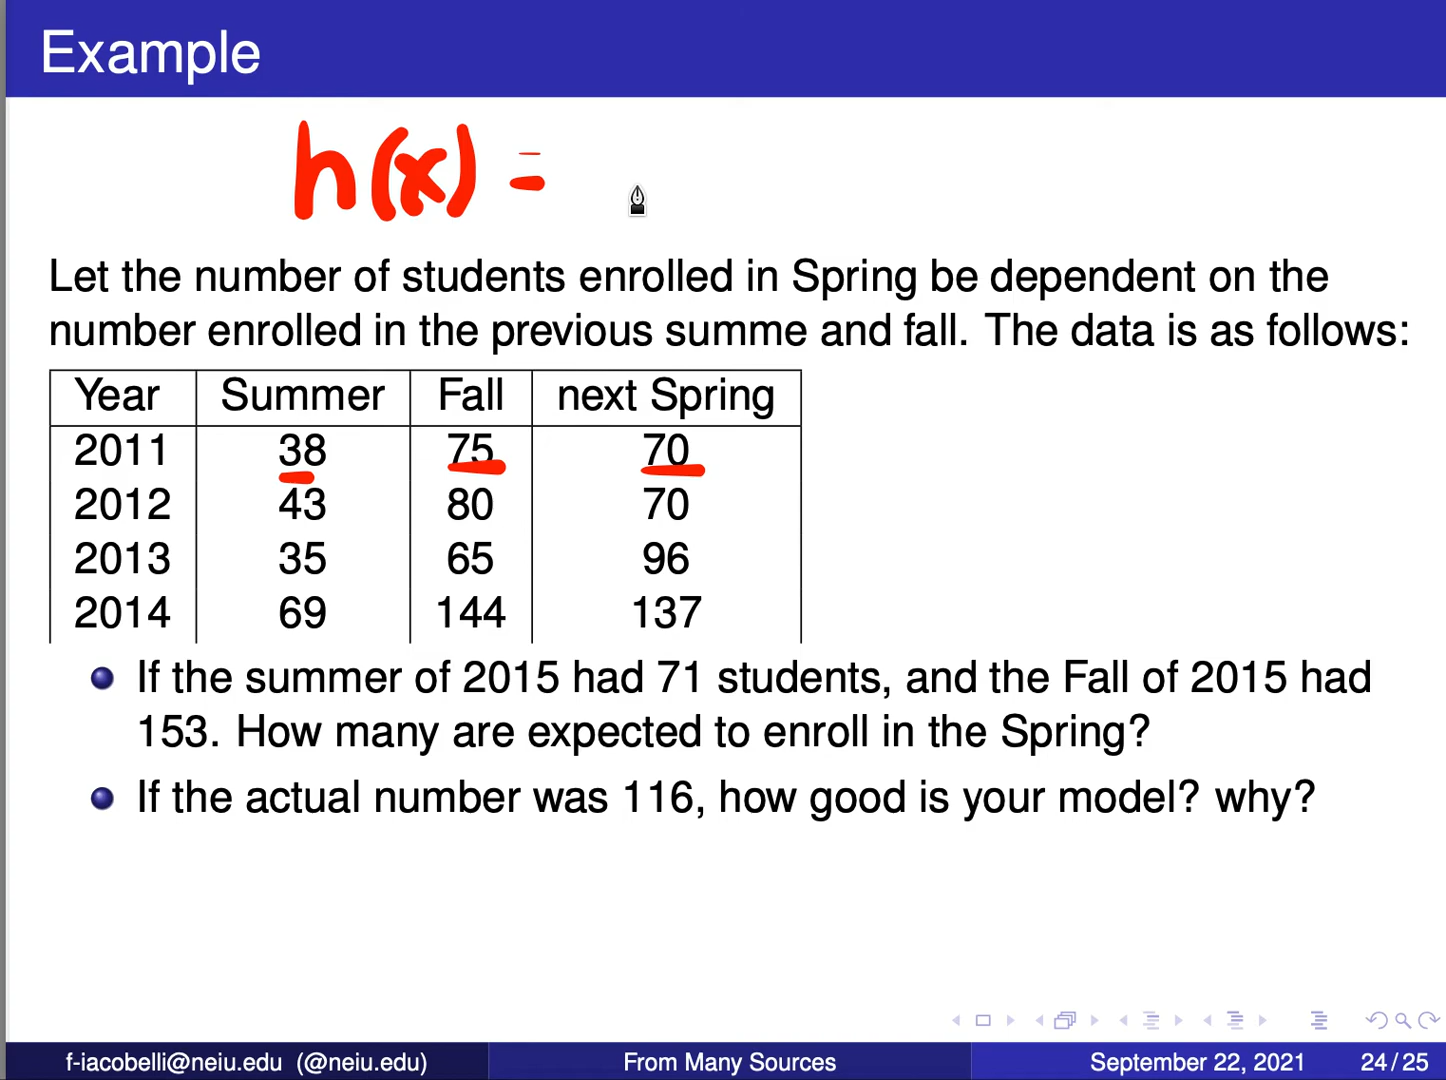 Example
h(x) =
Let the number of students enrolled in Spring be dependent on the
number enrolled in the previous summe and fall. The data is as follows:
Year Summer Fall next Spring
2011 38 75 70
2012 43 80 70
2013 35 65 96
2014 69 144 137
If the summer of 2015 had 71 students, and the Fall of 2015 had
153. How many are expected to enroll in the Spring?
If the actual number was 116, how good is your model? why?
f-iacobelli@neiu.edu (@neiu.edu) From Many Sources September 22, 2021 24/25